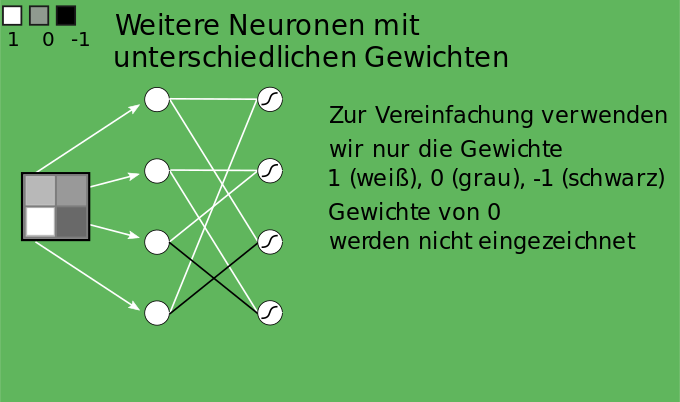 1 0 -1
Weitere Neuronen mit
unterschiedlichen Gewichten
Zur Vereinfachung verwenden
wir nur die Gewichte
1 (weiß), 0 (grau), -1 (schwarz)
Gewichte von 0
werden nicht eingezeichnet